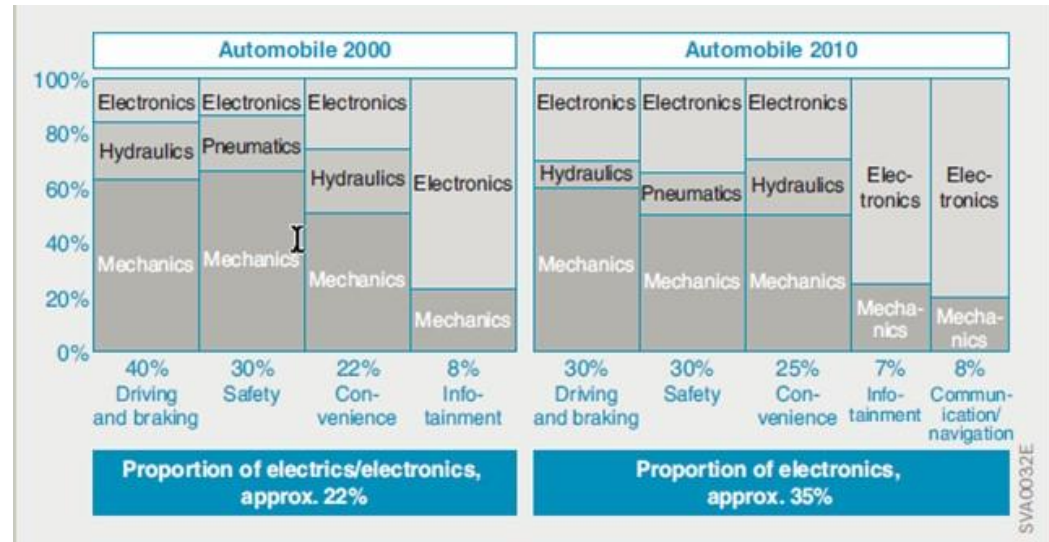 Automobile 2000
Automobile 2010
100%
80%
60%
40%
20%
0%
Electronics Electronics Electronics
Hydraulics Pneumatics
Hydraulics Electronics
Mechanics Mechanics
Mechanics
Mechanics
Electronics Electronics Electronics
Hydraulics
Pneumatics Hydraulics
Elec-
tronics
Elec-
tronics
Mechanics
Mechanics Mechanics
Mecha-
nics
Mecha-
nics
40%
Driving
and braking
30%
Safety
22%
Con-
venience
8%
Info-
tainment
30%
Driving
and braking
30%
Safety
25%
Con-
venience
7%
Info-
tainment
8%
Commun-
ication/
navigation
Proportion of electrics/electronics,
approx. 22%
Proportion of electronics,
approx. 35%
SVA0032E